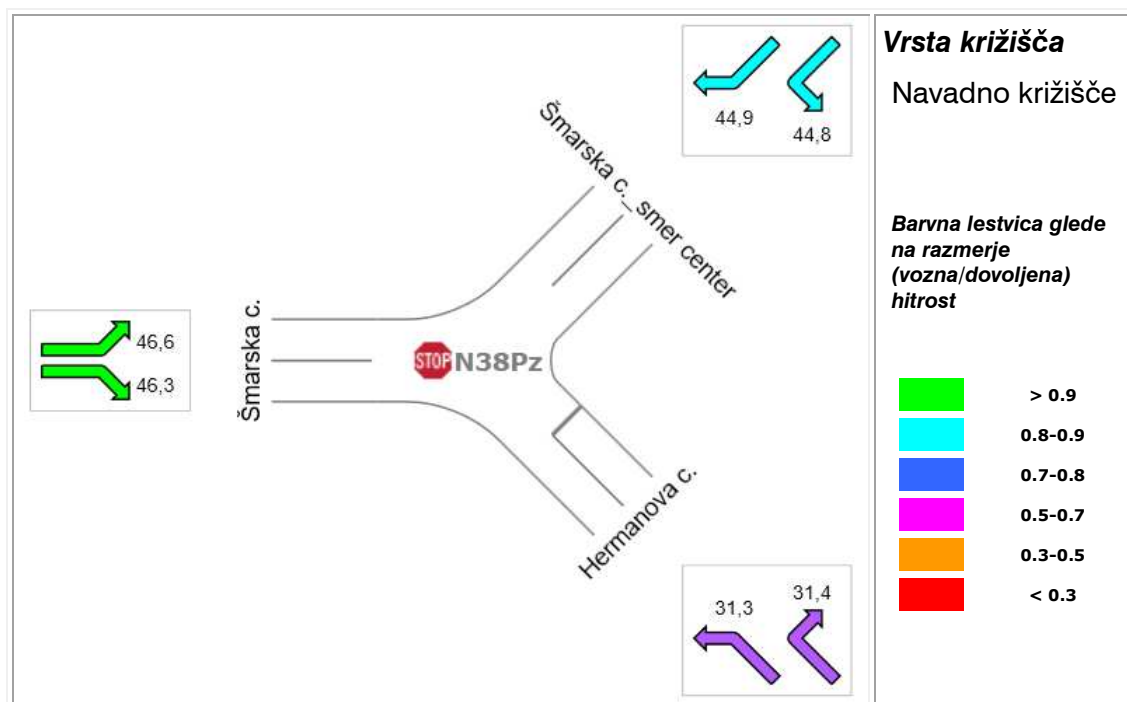 44,9
44,8
Šmarska c._smer center
46,6
46,3
Šmarska c.
STOP
N38Pz
Hermanova c.
31,3
31,4
Vrsta križišča
Navadno križišče
Barvna lestvica glede
na razmerje
(vozna/dovoljena)
hitrost
> 0.9
0.8-0.9
0.7-0.8
0.5-0.7
0.3-0.5
< 0.3